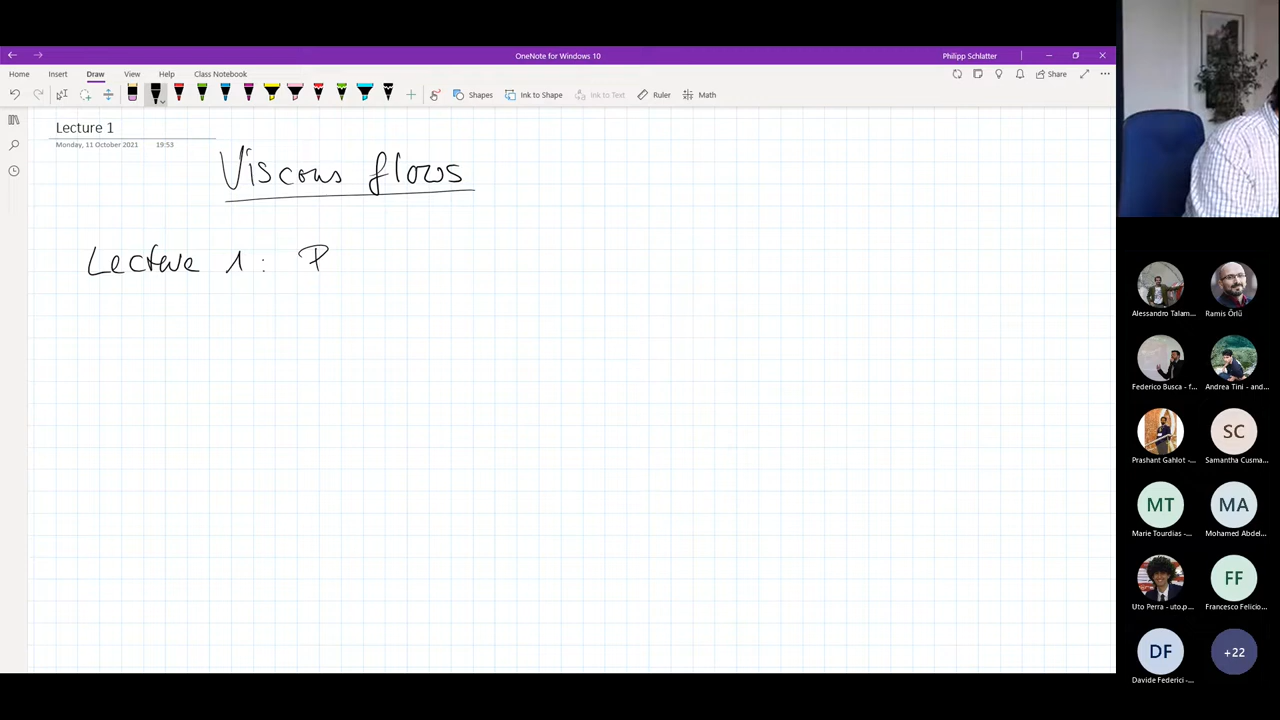 OneNote for Windows 10
Philipp Schlatter
Home Insert Draw View Help Class Notebook
Share
Shapes Ink to Shape Ink to Text Ruler Math
Lecture 1
Monday, 11 October 2021 19:53
Viscous flows
Lecture 1: P
Alessandro Talam... Ramis Örlü
Federico Busca - f... Andrea Tini - and...
SC
Prashant Gahlot -... Samantha Cusma...
MT MA
Marie Tourdias -... Mohamed Abdel...
FF
Uto Perra - uto.p... Francesco Felicio...
DF +22
Davide Federici -...